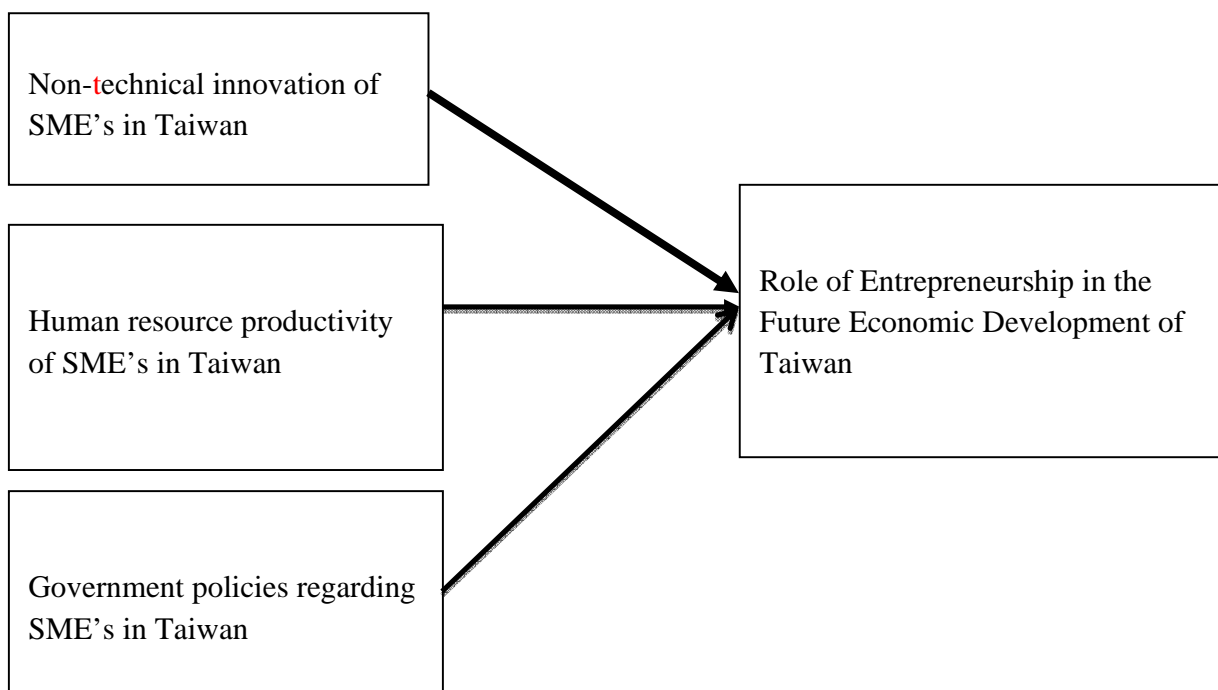 Non-technical innovation of
SME’s in Taiwan
Human resource productivity
of SME’s in Taiwan
Role of Entrepreneurship in the
Future Economic Development of
Taiwan
Government policies regarding
SME’s in Taiwan